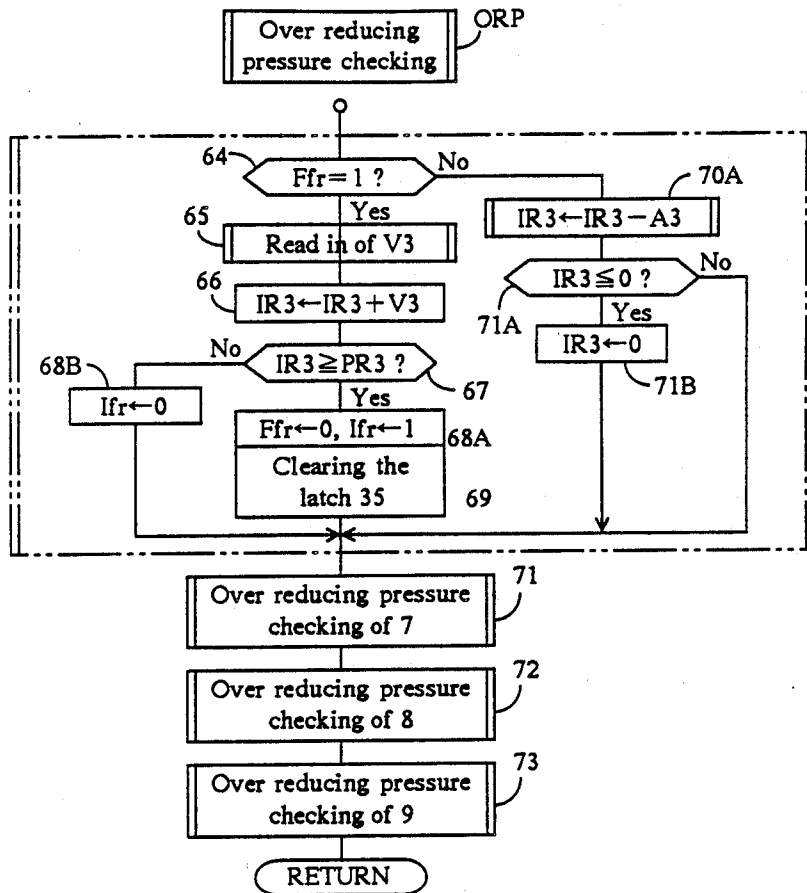 Over reducing
pressure checking
ORP
64
Ffr=1 ?
No
Yes
70A
65
Read in of V3
IR3←IR3−A3
66
IR3←IR3+V3
IR3≦0 ?
No
71A
Yes
68B
No
IR3≧PR3 ?
67
IR3←0
71B
Ifr←0
Yes
Ffr←0, Ifr←1
68A
Clearing the
latch 35
69
Over reducing pressure
checking of 7
71
Over reducing pressure
checking of 8
72
Over reducing pressure
checking of 9
73
RETURN